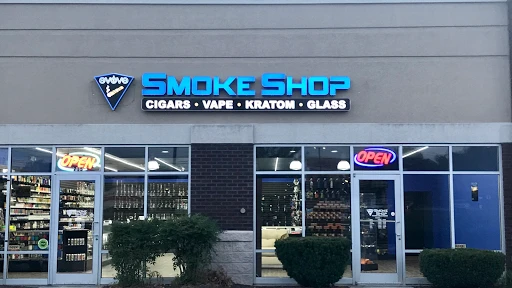 evolve
SMOKE SHOP
CIGARS · VAPE · KRATOM · GLASS
OPEN
OPEN